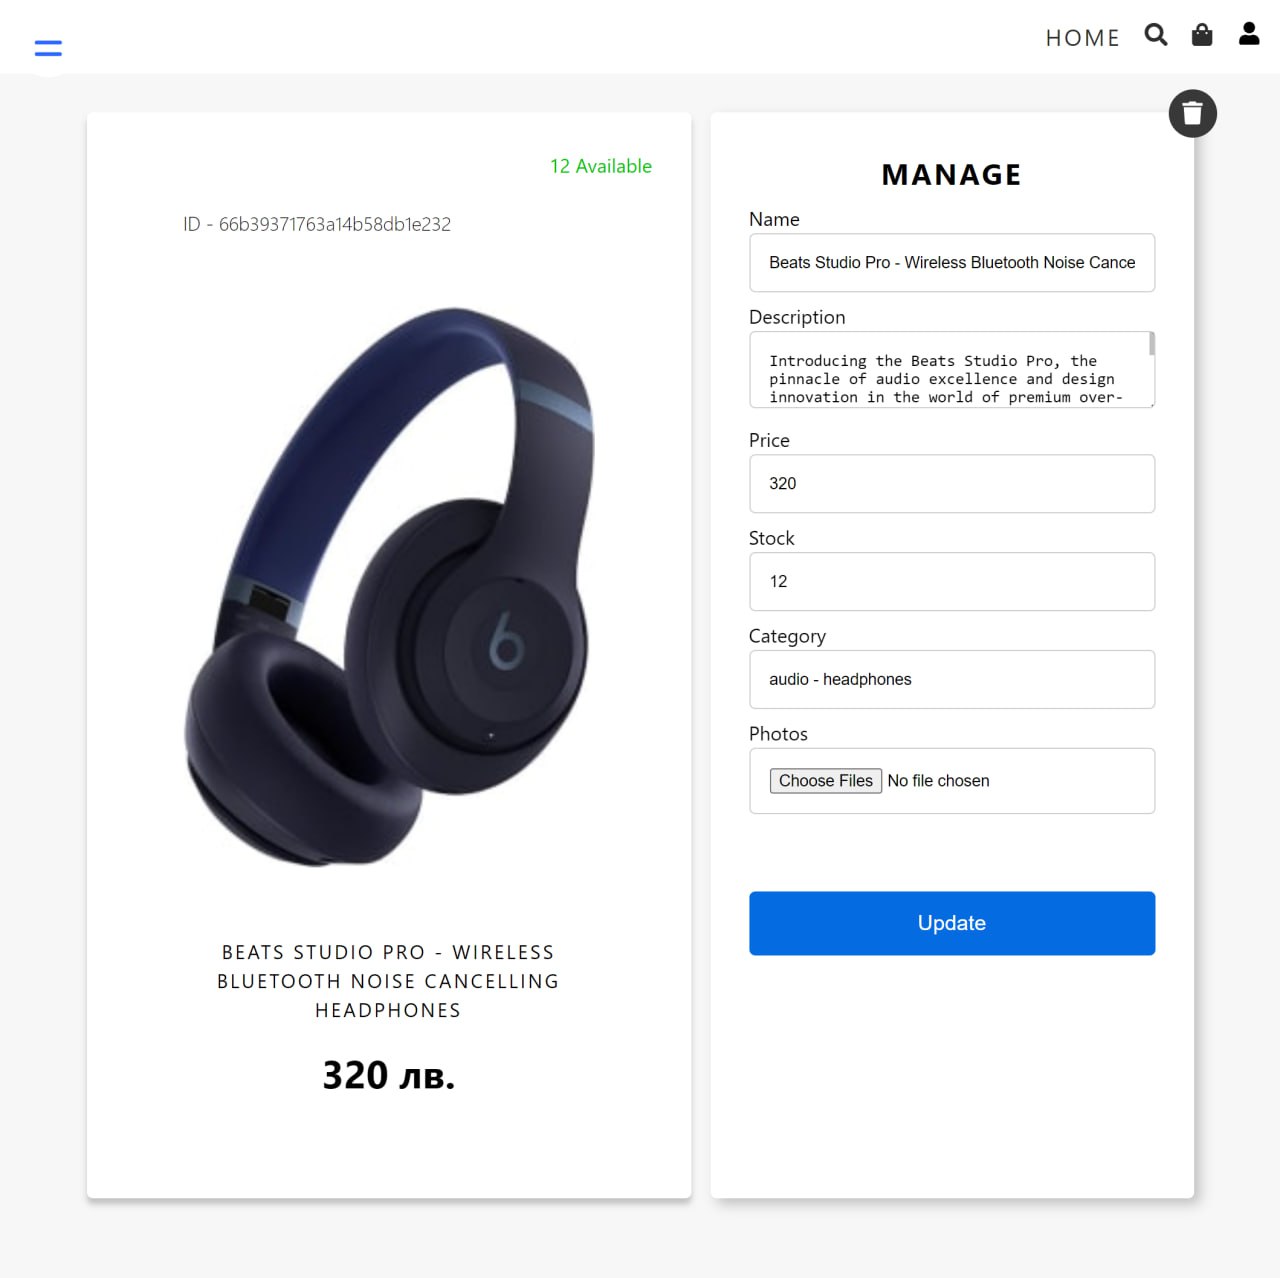 HOME
12 Available
ID - 66b39371763a14b58db1e232
BEATS STUDIO PRO - WIRELESS
BLUETOOTH NOISE CANCELLING
HEADPHONES
320 лв.
MANAGE
Name
Beats Studio Pro - Wireless Bluetooth Noise Cance
Description
Introducing the Beats Studio Pro, the
pinnacle of audio excellence and design
innovation in the world of premium over-
Price
320
Stock
12
Category
audio - headphones
Photos
Choose Files No file chosen
Update